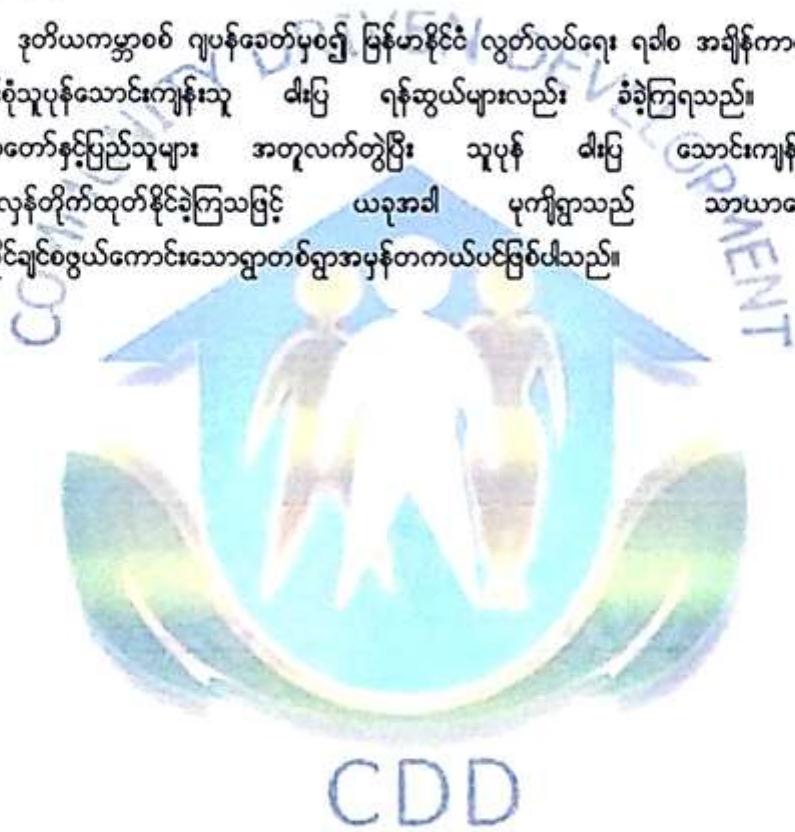 ဒုတိယကမ္ဘာစစ် ဂျပန်ခေတ်မှစ၍ မြန်မာနိုင်ငံ လွတ်လပ်ရေး ရခါစ အချိန်ကာ
စုံသူပုန်သောင်းကျန်းသူ ဓါးပြ ရန်ဆွယ်များလည်း ခံခဲ့ကြရသည်။
တော်နှင့်ပြည်သူများ အတူလက်တွဲပြီး သူပုန် ဓါးပြ သောင်းကျန်
လှန်တိုက်ထုတ်နိုင်ခဲ့ကြသဖြင့် ယခုအခါ မုကျိရွာသည် သာယာ
ချင်စဖွယ်ကောင်းသောရွာတစ်ရွာအမှန်တကယ်ပင်ဖြစ်ပါသည်။
COMMUNITY DRIVEN DEVELOPMENT
CDD